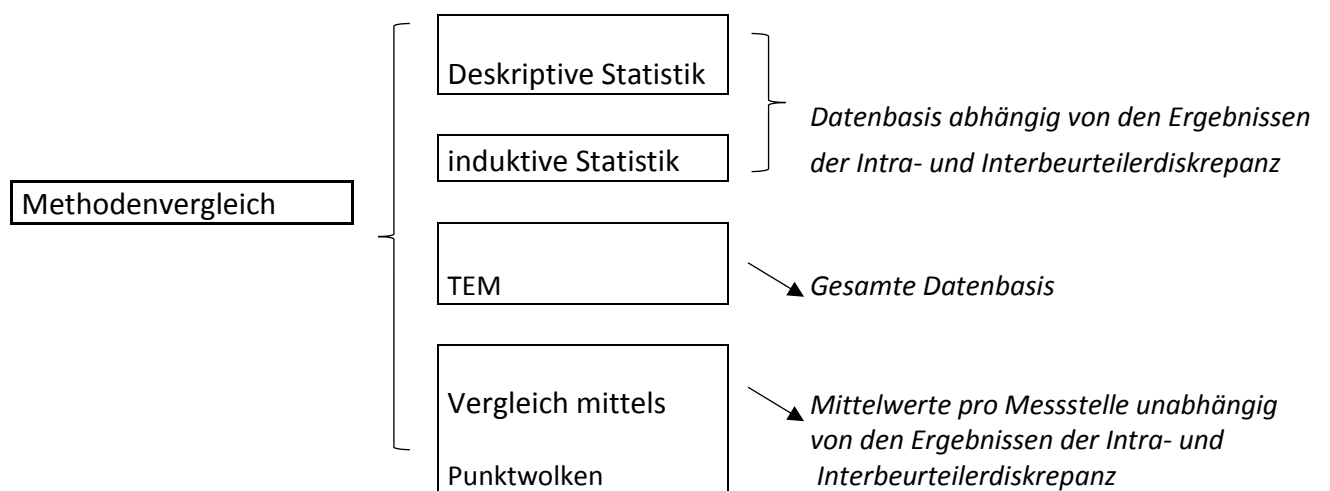 Methodenvergleich
Deskriptive Statistik
induktive Statistik
Datenbasis abhängig von den Ergebnissen
der Intra- und Interbeurteilerdiskrepanz
TEM
Gesamte Datenbasis
Vergleich mittels
Punktwolken
Mittelwerte pro Messstelle unabhängig
von den Ergebnissen der Intra- und
Interbeurteilerdiskrepanz